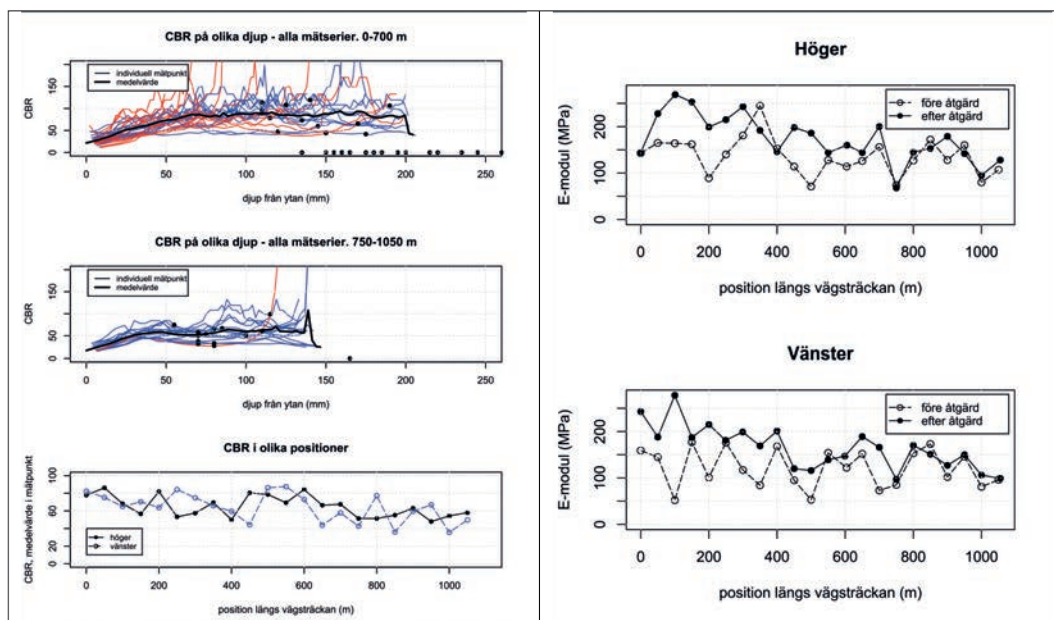 CBR på olika djup - alla mätserier. 0-700 m
individuell mätpunkt
medelvärde
CBR
150
100
50
0
0 50 100 150 200 250
djup från ytan (mm)
CBR på olika djup - alla mätserier. 750-1050 m
individuell mätpunkt
medelvärde
CBR
150
50
0
0 50 100 150 200 250
djup från ytan (mm)
CBR i olika positioner
CBR, medelvärde i mätpunkt
100
60
20
0
höger
vänster
0 200 400 600 800 1000
position längs vägsträckan (m)
Höger
före åtgärd
efter åtgärd
E-modul (MPa)
200
100
0
0 200 400 600 800 1000
position längs vägsträckan (m)
Vänster
före åtgärd
efter åtgärd
E-modul (MPa)
200
100
0
0 200 400 600 800 1000
position längs vägsträckan (m)